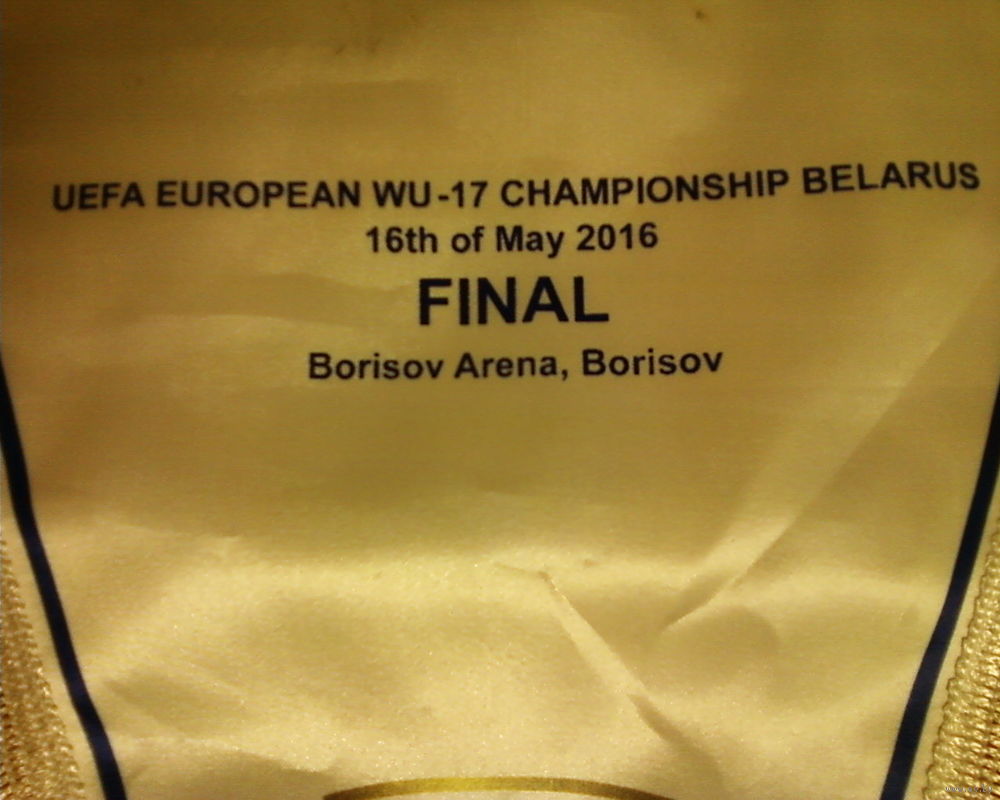 UEFA EUROPEAN WU-17 CHAMPIONSHIP BELARUS
16th of May 2016
FINAL
Borisov Arena, Borisov